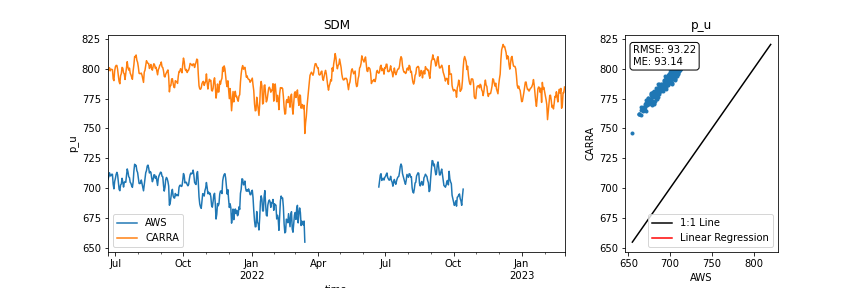 SDM
p_u
825
800
775
750
725
700
675
650
p_u
AWS
CARRA
Jul
Oct
Jan
2022
Apr
Jul
Oct
Jan
2023
time
p_u
825
800
775
750
725
700
675
650
CARRA
RMSE: 93.22
ME: 93.14
1:1 Line
Linear Regression
650
700
750
800
AWS